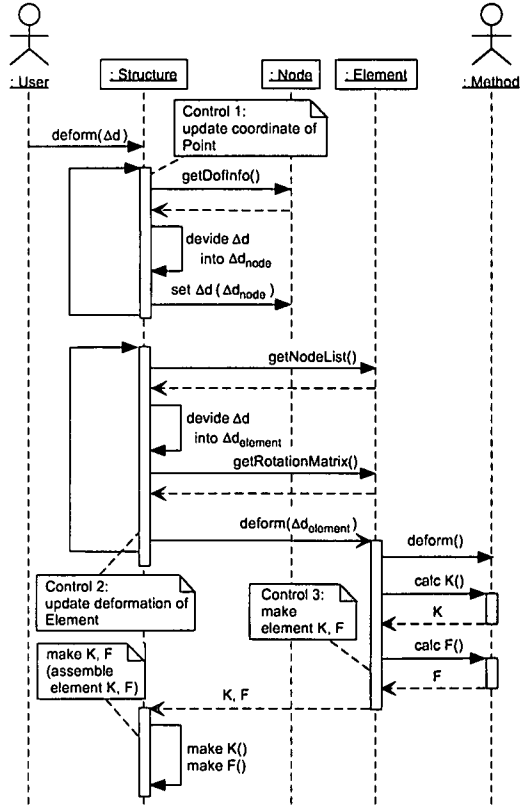 : User
: Structure
: Node
: Element
: Method
Control 1:
update coordinate of
Point
deform(Δd)
getDofInfo()
devide Δd
into Δdnode
set Δd (Δdnode)
getNodeList()
devide Δd
into Δdelement
getRotationMatrix()
deform(Δdelement)
deform()
Control 2:
update deformation of
Element
Control 3:
make
element K, F
calc K()
K
calc F()
F
make K, F
(assemble
element K, F)
K, F
make K()
make F()